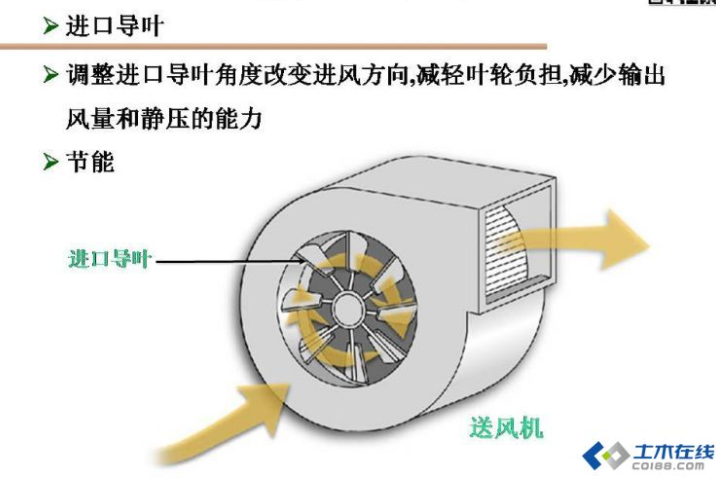 进口导叶
调整进口导叶角度改变进风方向,减轻叶轮负担,减少输出
风量和静压的能力
节能
进口导叶
送风机
土木在线
COI88.COM